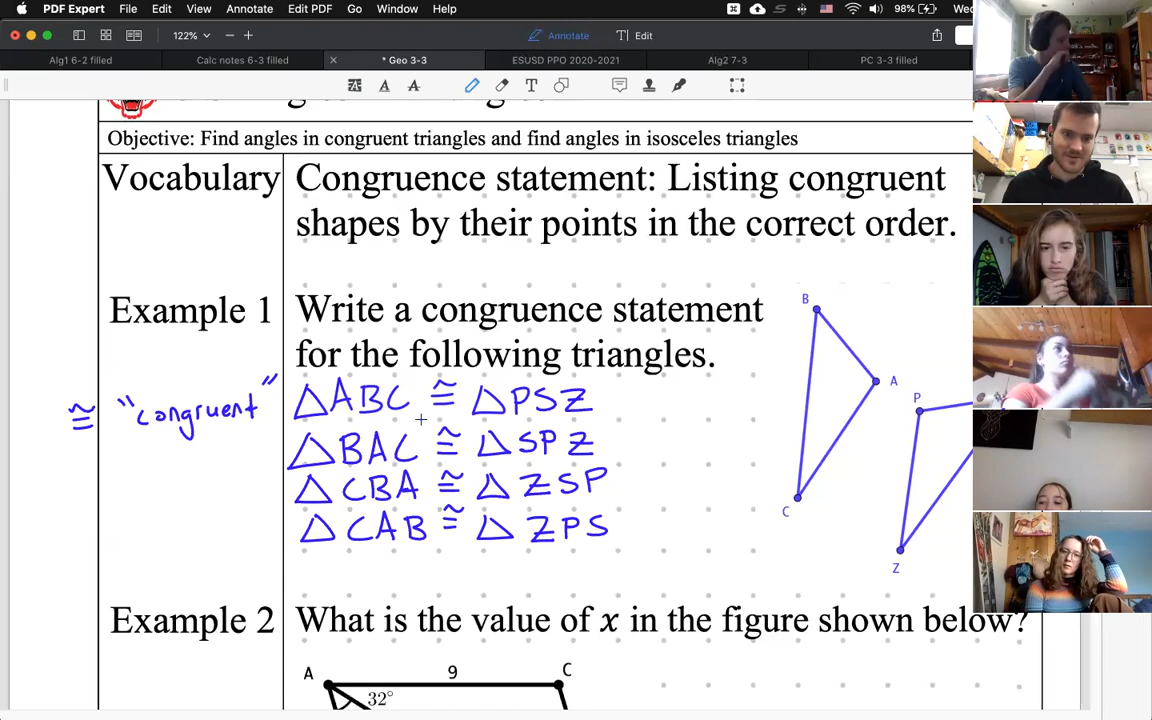 PDF Expert File Edit View Annotate Edit PDF Go Window Help 98% Wed
122% Annotate Edit
Alg1 6-2 filled Calc notes 6-3 filled * Geo 3-3 ESUSD PPO 2020-2021 Alg2 7-3 PC 3-3 filled
Objective: Find angles in congruent triangles and find angles in isosceles triangles
Vocabulary Congruence statement: Listing congruent
shapes by their points in the correct order.
Example 1 Write a congruence statement
for the following triangles.
≅ "congruent" △ABC ≅ △PSZ
△BAC ≅ △SPZ
△CBA ≅ △ZSP
△CAB ≅ △ZPS
B
A
P
C
Z
Example 2 What is the value of x in the figure shown below?
A 9 C
32°